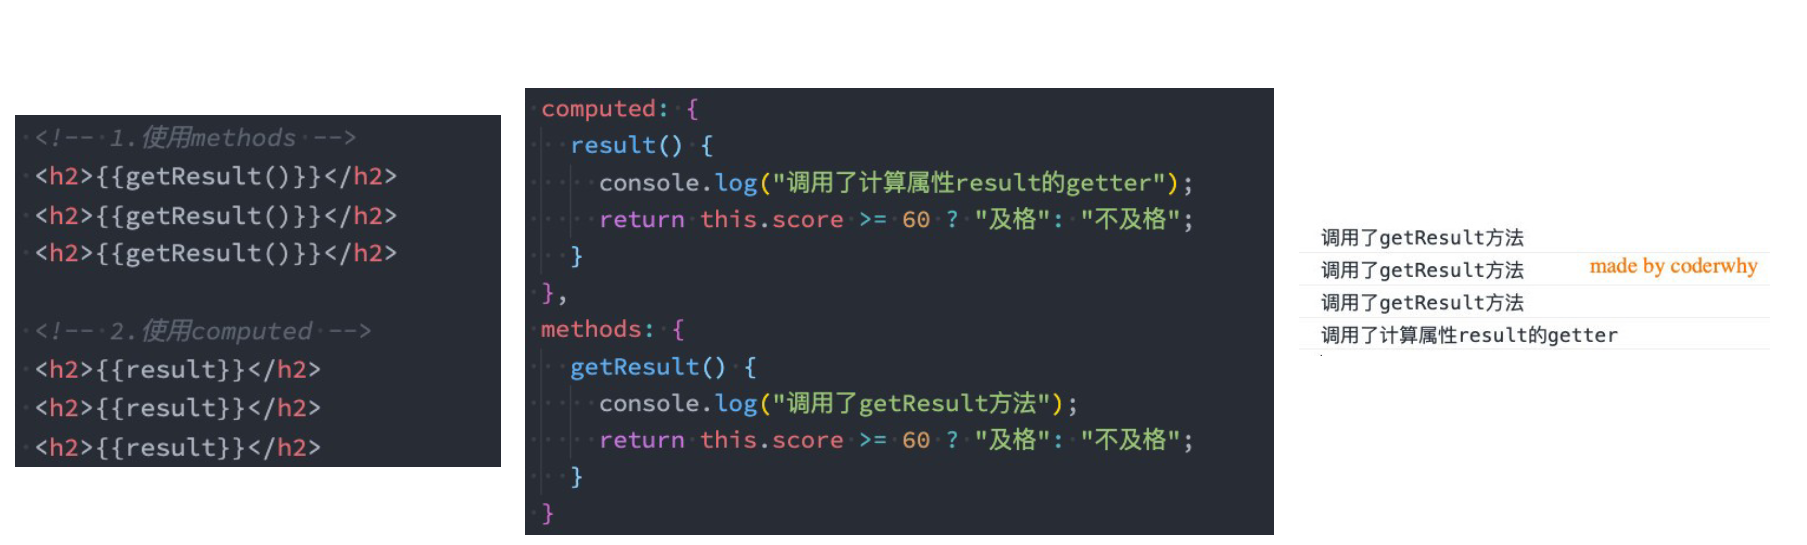 <!-- 1.使用methods -->
<h2>{{getResult()}}</h2>
<h2>{{getResult()}}</h2>
<h2>{{getResult()}}</h2>
<!-- 2.使用computed -->
<h2>{{result}}</h2>
<h2>{{result}}</h2>
<h2>{{result}}</h2>
computed: {
result() {
console.log("调用了计算属性result的getter");
return this.score >= 60 ? "及格": "不及格";
}
},
methods: {
getResult() {
console.log("调用了getResult方法");
return this.score >= 60 ? "及格": "不及格";
}
}
调用了getResult方法
调用了getResult方法
made by coderwhy
调用了getResult方法
调用了计算属性result的getter